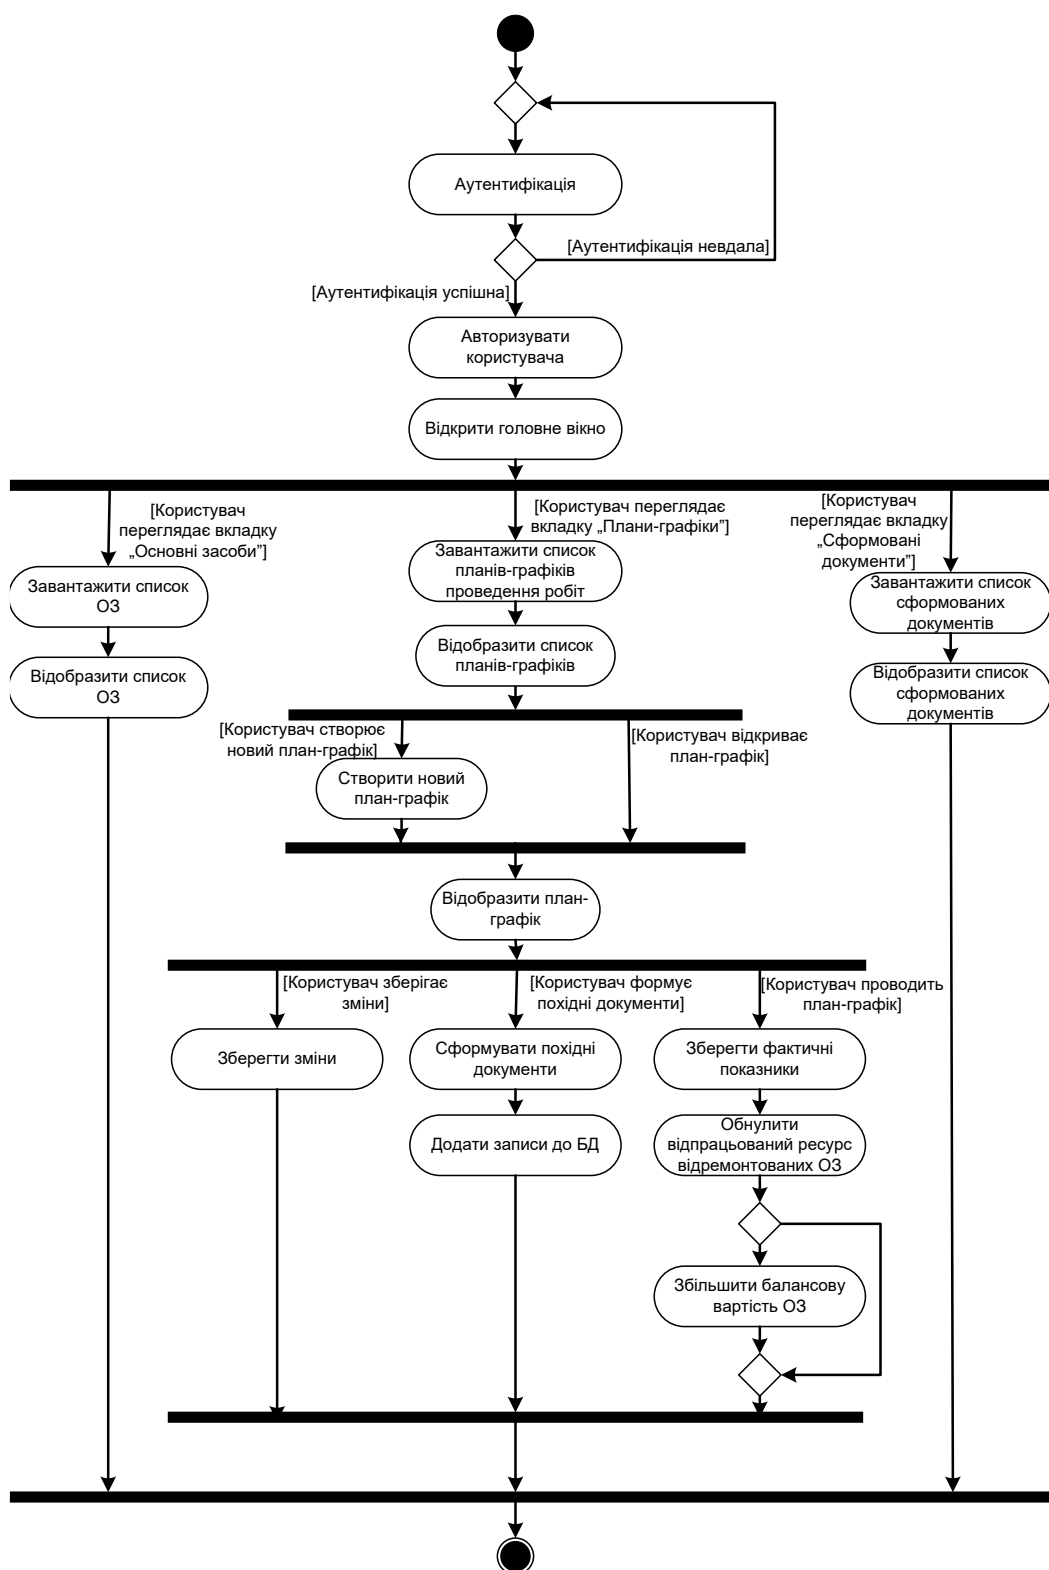 Аутентифікація
[Аутентифікація невдала]
[Аутентифікація успішна]
Авторизувати
користувача
Відкрити головне вікно
[Користувач
переглядає вкладку
„Основні засоби”]
[Користувач переглядає
вкладку „Плани-графіки”]
[Користувач
переглядає вкладку
„Сформовані
документи”]
Завантажити список
ОЗ
Завантажити список
планів-графіків
проведення робіт
Завантажити список
сформованих
документів
Відобразити список
ОЗ
Відобразити список
планів-графіків
Відобразити список
сформованих
документів
[Користувач створює
новий план-графік]
[Користувач відкриває
план-графік]
Створити новий
план-графік
Відобразити план-
графік
[Користувач зберігає
зміни]
[Користувач формує
похідні документи]
[Користувач проводить
план-графік]
Зберегти зміни
Сформувати похідні
документи
Зберегти фактичні
показники
Додати записи до БД
Обнулити
відпрацьований ресурс
відремонтованих ОЗ
Збільшити балансову
вартість ОЗ